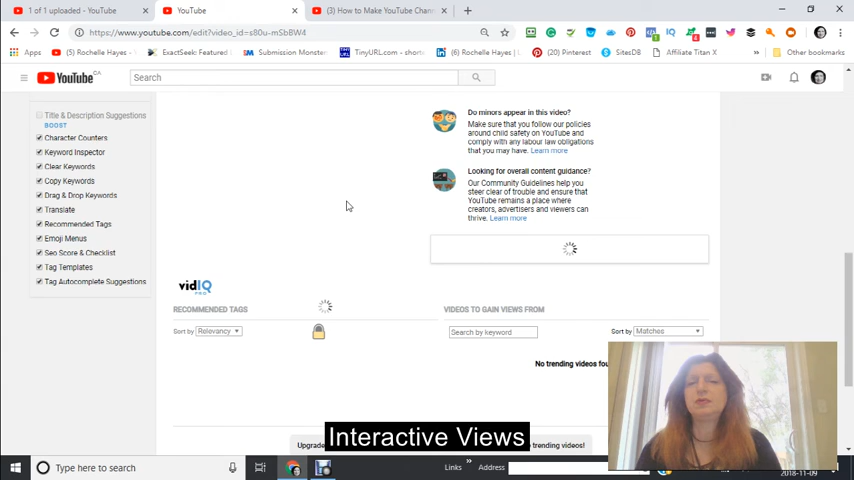 1 of 1 uploaded - YouTube
YouTube
(3) How to Make YouTube Chann
https://www.youtube.com/edit?video_id=s80u-mSbBW4
Apps
(5) Rochelle Hayes
ExactSeek: Featured L
Submission Monster
TinyURL.com - shorte
(6) Rochelle Hayes
(20) Pinterest
SitesDB
Affiliate Titan X
Other bookmarks
YouTube CA
Search
Title & Description Suggestions
BOOST
Character Counters
Keyword Inspector
Clear Keywords
Copy Keywords
Drag & Drop Keywords
Translate
Recommended Tags
Emoji Menus
Seo Score & Checklist
Tag Templates
Tag Autocomplete Suggestions
Do minors appear in this video?
Make sure that you follow our policies
around child safety on YouTube and
comply with any labour law obligations
that you may have. Learn more
Looking for overall content guidance?
Our Community Guidelines help you
steer clear of trouble and ensure that
YouTube remains a place where
creators, advertisers and viewers can
thrive. Learn more
vidIQ
PRO
RECOMMENDED TAGS
VIDEOS TO GAIN VIEWS FROM
Sort by Relevancy
Search by keyword
Sort by Matches
No trending videos fou
Upgrade
trending videos!
Interactive Views
Type here to search
Links
Address
2018-11-09